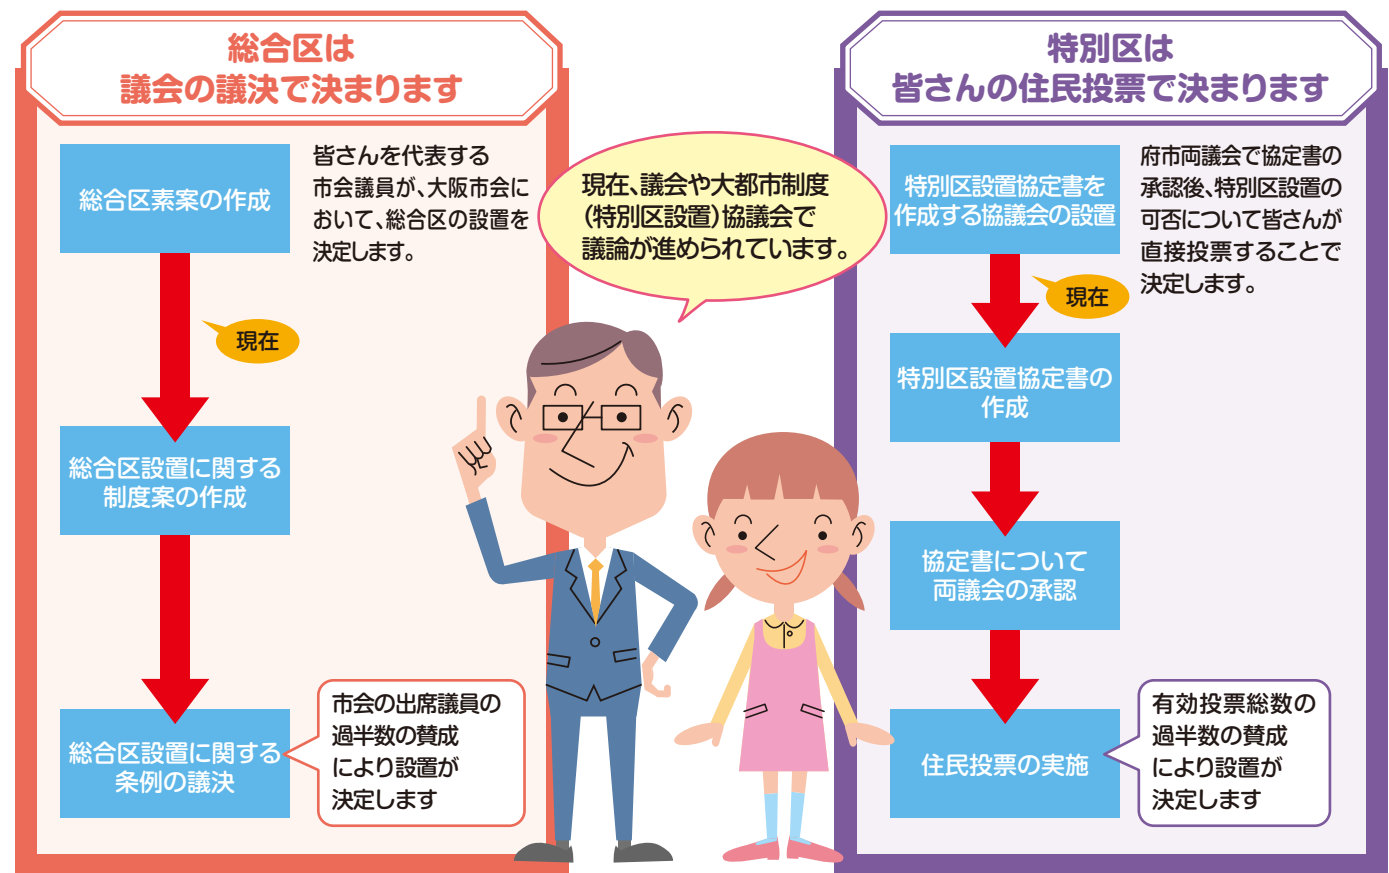 総合区は
議会の議決で決まります
総合区素案の作成
皆さんを代表する
市会議員が、大阪市会に
おいて、総合区の設置を
決定します。
現在
総合区設置に関する
制度案の作成
総合区設置に関する
条例の議決
市会の出席議員の
過半数の賛成
により設置が
決定します
現在、議会や大都市制度
(特別区設置)協議会で
議論が進められています。
特別区は
皆さんの住民投票で決まります
特別区設置協定書を
作成する協議会の設置
府市両議会で協定書の
承認後、特別区設置の
可否について皆さんが
直接投票することで
決定します。
現在
特別区設置協定書の
作成
協定書について
両議会の承認
住民投票の実施
有効投票総数の
過半数の賛成
により設置が
決定します